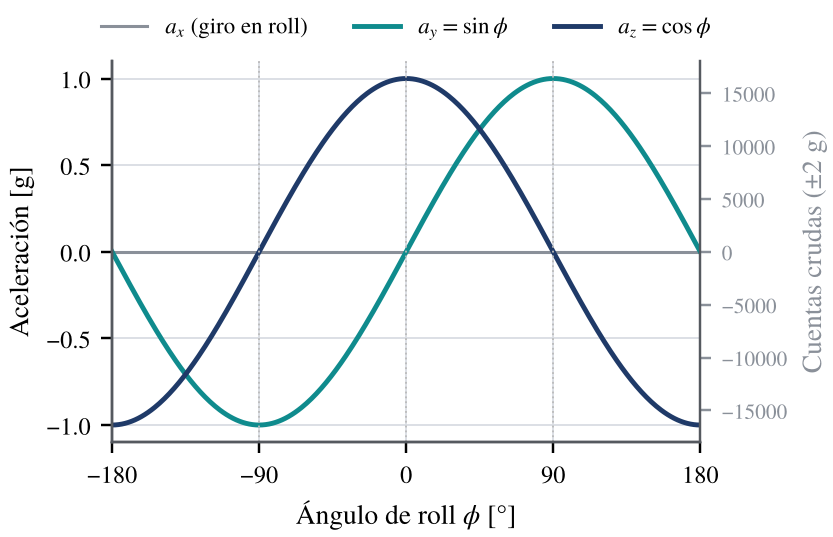 aₓ (giro en roll) a_y = sin ϕ a_z = cos ϕ
1.0
0.5
0.0
−0.5
−1.0
Aceleración [g]
15000
10000
5000
0
−5000
−10000
−15000
Cuentas crudas (±2 g)
−180 −90 0 90 180
Ángulo de roll ϕ [°]